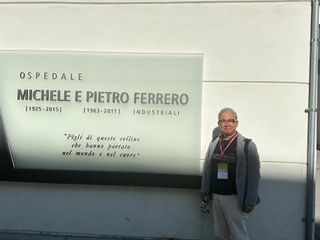 OSPEDALE
MICHELE E PIETRO FERRERO
[1925-2015] [1963-2011] INDUSTRIALI
"Figli di queste colline
che hanno portato
nel mondo e nel cuore"